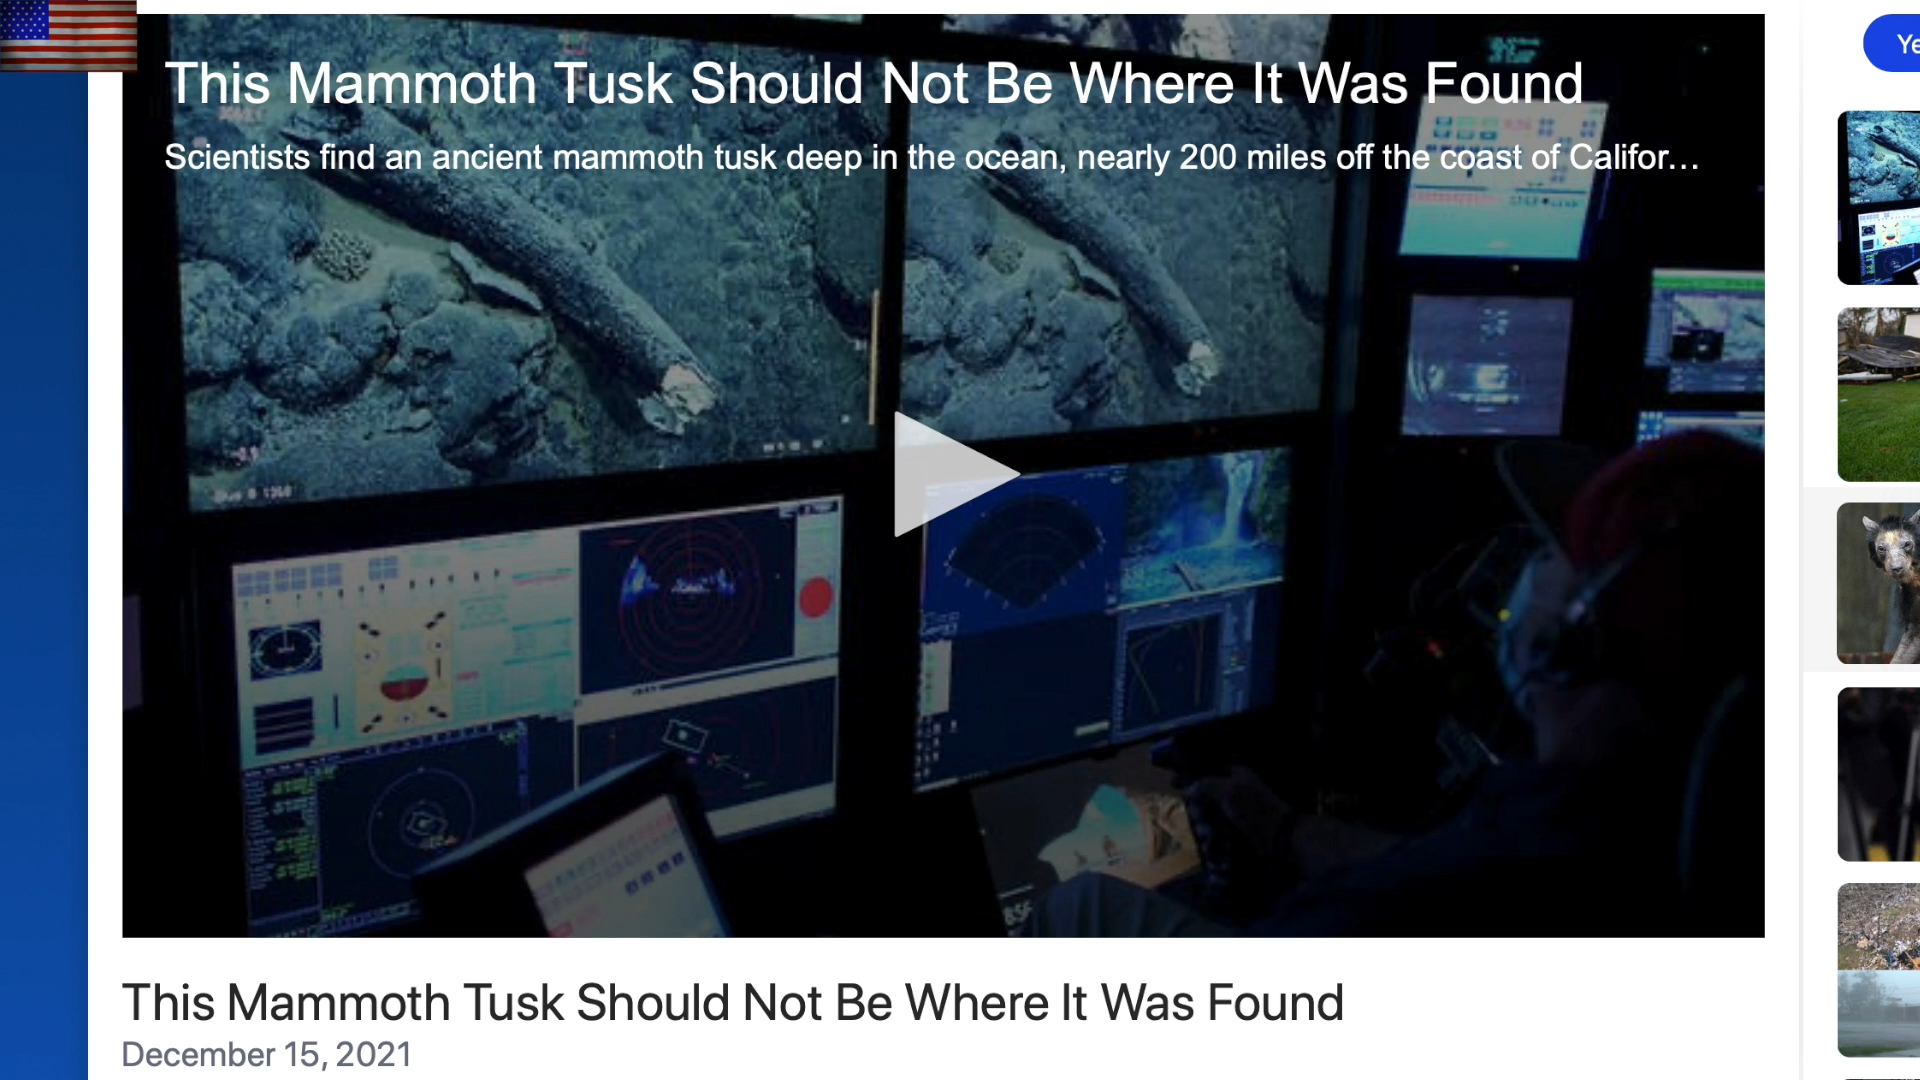 This Mammoth Tusk Should Not Be Where It Was Found
Scientists find an ancient mammoth tusk deep in the ocean, nearly 200 miles off the coast of Califor...
Ye
This Mammoth Tusk Should Not Be Where It Was Found
December 15, 2021